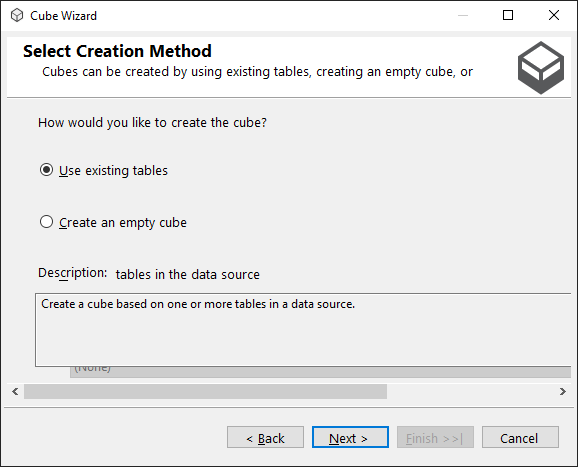 Cube Wizard
Select Creation Method
Cubes can be created by using existing tables, creating an empty cube, or
How would you like to create the cube?
Use existing tables
Create an empty cube
Description: tables in the data source
Create a cube based on one or more tables in a data source.
(None)
< Back Next > Finish >>| Cancel